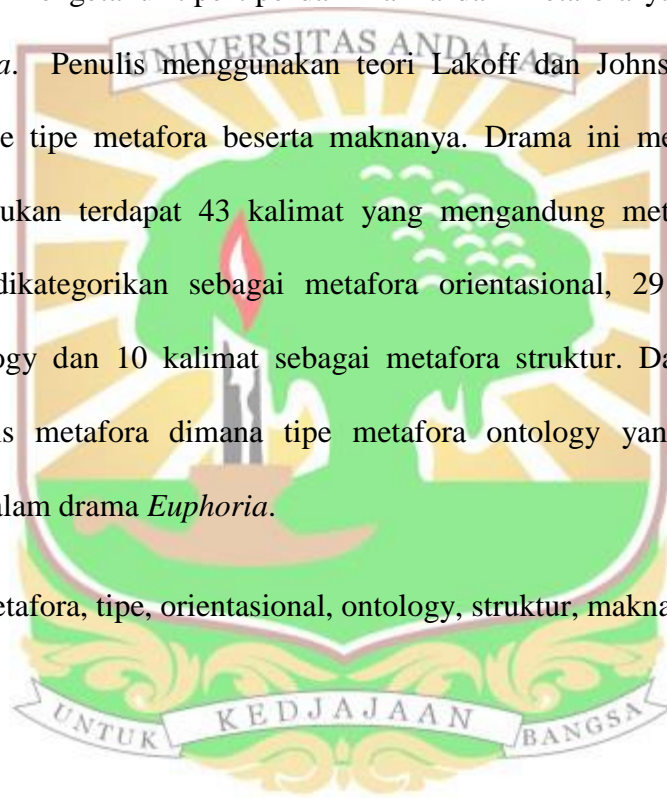 UNIVERSITAS ANDALAS
a. Penulis menggunakan teori Lakoff dan Johns
e tipe metafora beserta maknanya. Drama ini me
ukan terdapat 43 kalimat yang mengandung met
dikategorikan sebagai metafora orientasional, 29
ogy dan 10 kalimat sebagai metafora struktur. Da
is metafora dimana tipe metafora ontology yan
alam drama Euphoria.
etafora, tipe, orientasional, ontology, struktur, makna
UNTUK KEDJAJAAN BANGSA